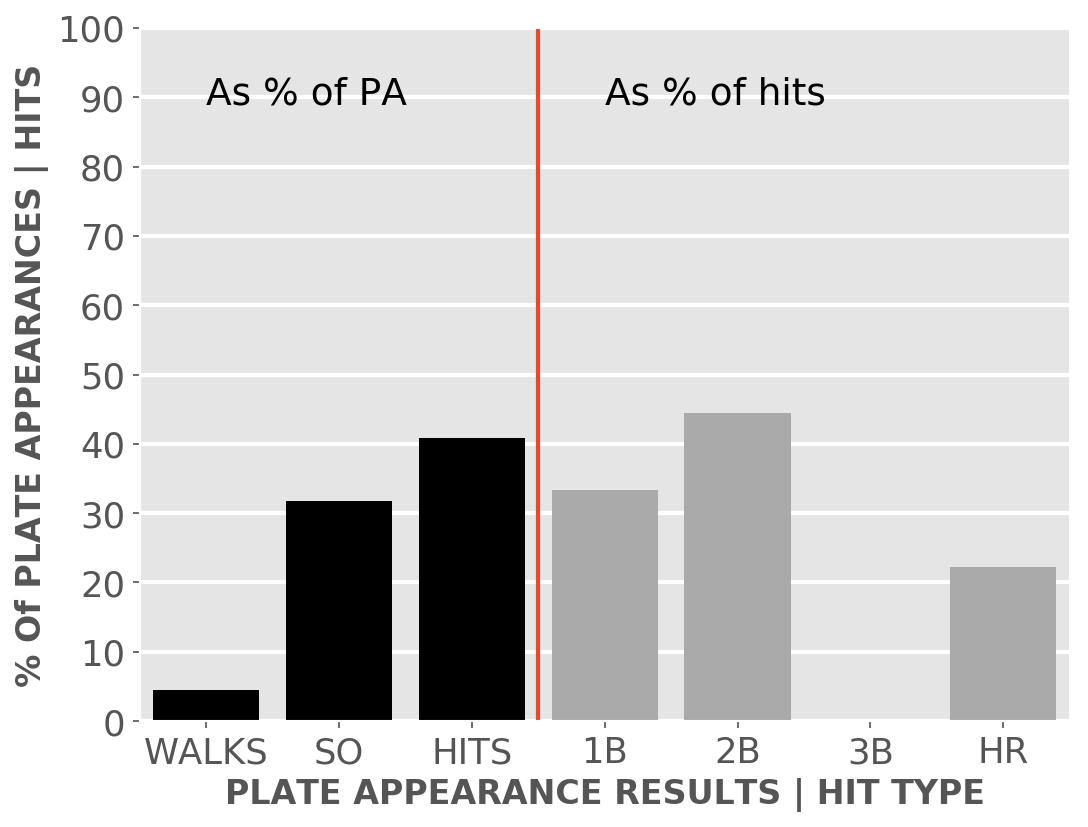 % Of PLATE APPEARANCES | HITS
100
90
80
70
60
50
40
30
20
10
0
As % of PA
As % of hits
WALKS SO HITS 1B 2B 3B HR
PLATE APPEARANCE RESULTS | HIT TYPE